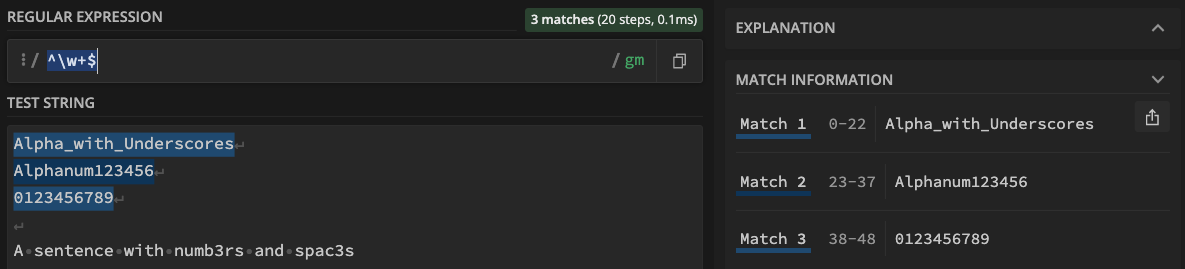 REGULAR EXPRESSION
3 matches (20 steps, 0.1ms)
/ ^\w+$
/ gm
TEST STRING
Alpha_with_Underscores↵
Alphanum123456↵
0123456789↵
↵
A·sentence·with·numb3rs·and·spac3s
EXPLANATION
MATCH INFORMATION
Match 1 0-22 Alpha_with_Underscores
Match 2 23-37 Alphanum123456
Match 3 38-48 0123456789